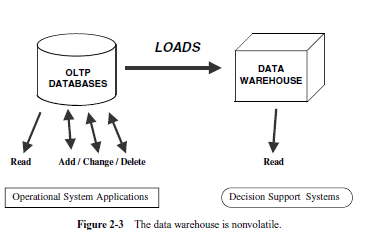 LOADS
OLTP
DATABASES
DATA
WAREHOUSE
Read
Add / Change / Delete
Read
Operational System Applications
Decision Support Systems
Figure 2-3 The data warehouse is nonvolatile.